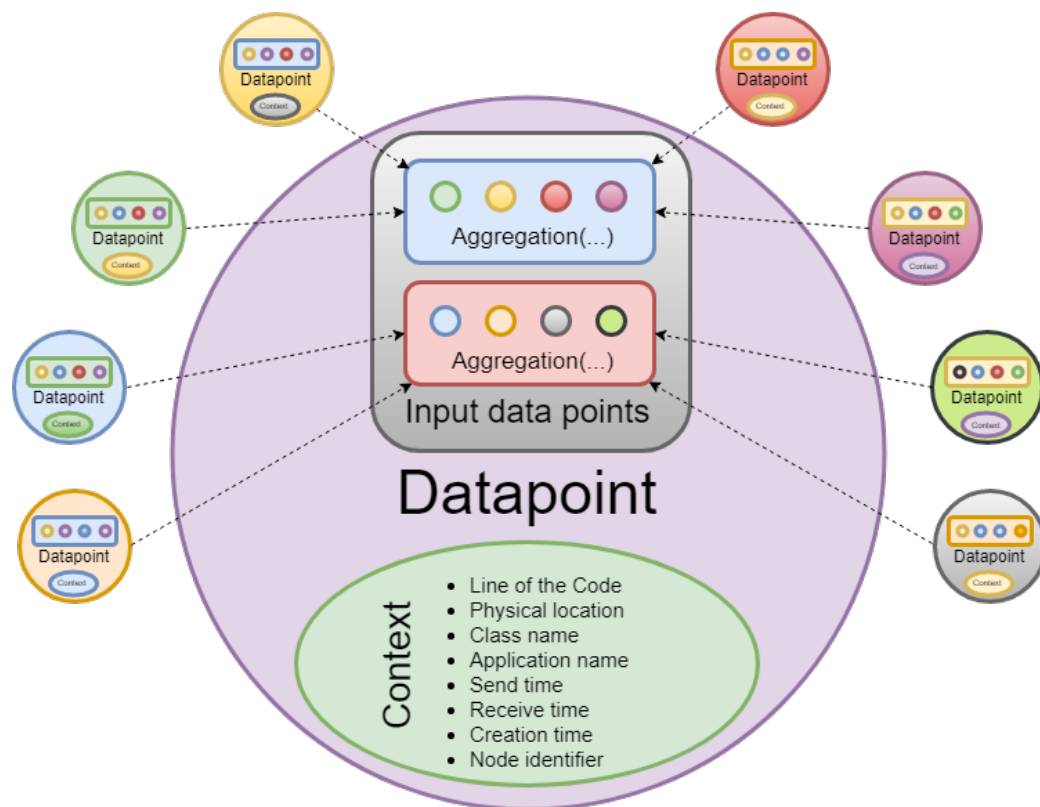 Datapoint
Context
Datapoint
Context
Aggregation(...)
Datapoint
Context
Datapoint
Context
Aggregation(...)
Datapoint
Context
Datapoint
Context
Input data points
Datapoint
Datapoint
Context
Datapoint
Context
Context
Line of the Code
Physical location
Class name
Application name
Send time
Receive time
Creation time
Node identifier